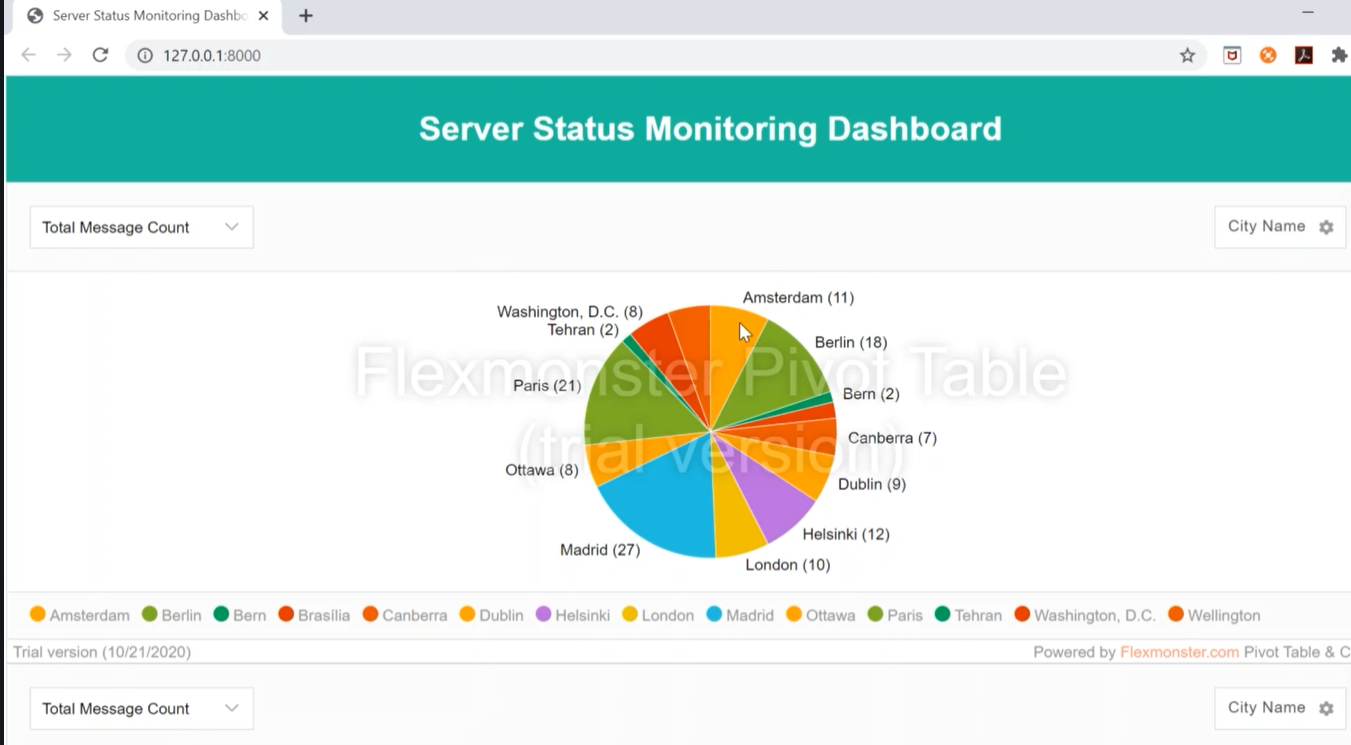 Server Status Monitoring Dashbo
127.0.0.1:8000
Server Status Monitoring Dashboard
Total Message Count
City Name
Amsterdam (11)
Washington, D.C. (8)
Tehran (2)
Berlin (18)
Flexmonster Pivot Table
Paris (21)
Bern (2)
Canberra (7)
(trial version)
Ottawa (8)
Dublin (9)
Helsinki (12)
Madrid (27)
London (10)
Amsterdam Berlin Bern Brasília Canberra Dublin Helsinki London Madrid Ottawa Paris Tehran Washington, D.C. Wellington
Trial version (10/21/2020)
Powered by Flexmonster.com Pivot Table & C
Total Message Count
City Name